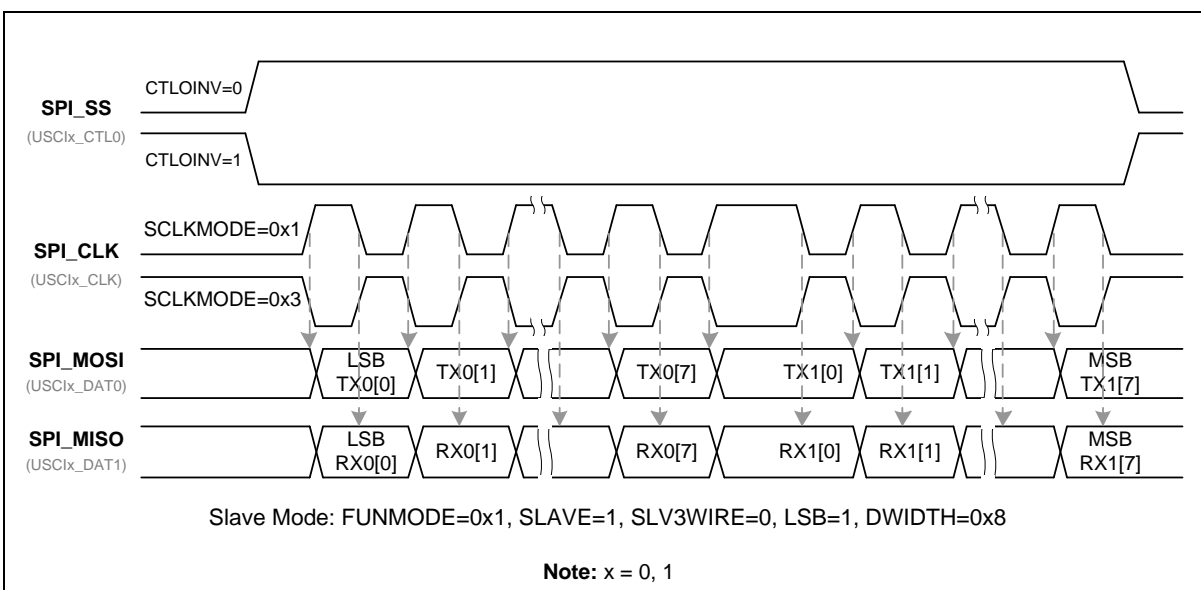 CTLOINV=0
SPI_SS
(USCIx_CTL0)
CTLOINV=1
SCLKMODE=0x1
SPI_CLK
(USCIx_CLK)
SCLKMODE=0x3
SPI_MOSI
(USCIx_DAT0)
LSB
TX0[0]
TX0[1]
TX0[7]
TX1[0]
TX1[1]
MSB
TX1[7]
SPI_MISO
(USCIx_DAT1)
LSB
RX0[0]
RX0[1]
RX0[7]
RX1[0]
RX1[1]
MSB
RX1[7]
Slave Mode: FUNMODE=0x1, SLAVE=1, SLV3WIRE=0, LSB=1, DWIDTH=0x8
Note: x = 0, 1